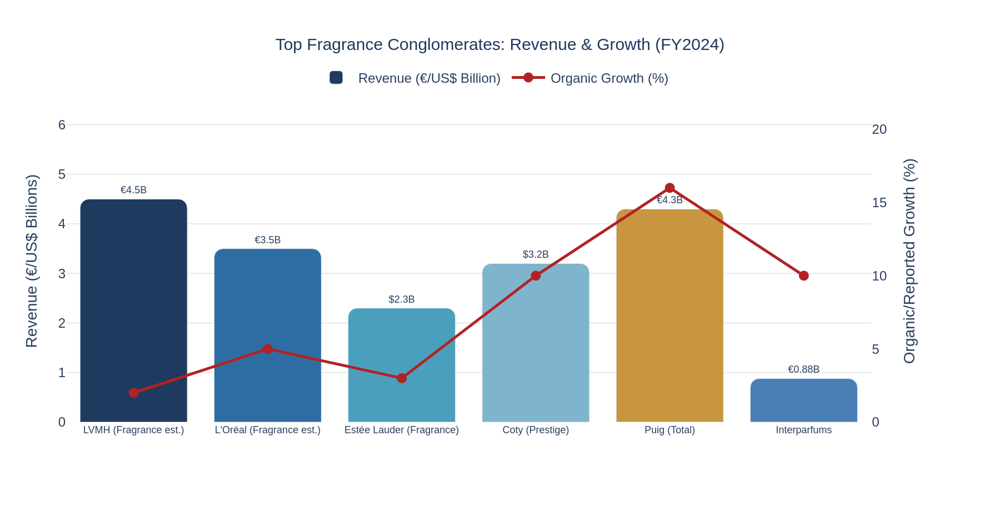 Top Fragrance Conglomerates: Revenue & Growth (FY2024)
Revenue (€/US$ Billion)
Organic Growth (%)
Revenue (€/US$ Billions)
6
5
4
3
2
1
0
€4.5B
€3.5B
$2.3B
$3.2B
€4.3B
€0.88B
20
15
10
5
0
Organic/Reported Growth (%)
LVMH (Fragrance est.)
L'Oréal (Fragrance est.)
Estée Lauder (Fragrance)
Coty (Prestige)
Puig (Total)
Interparfums